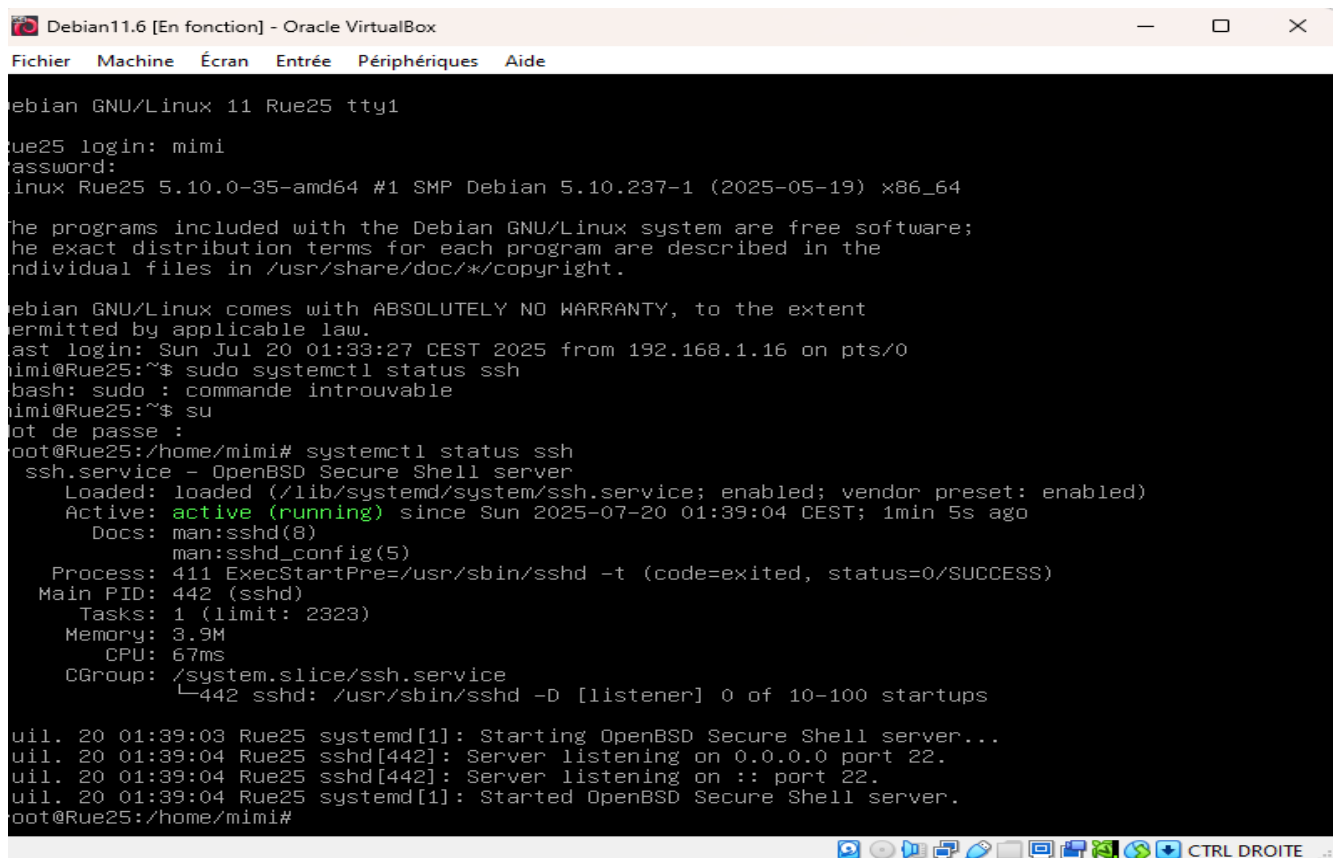 Debian11.6 [En fonction] - Oracle VirtualBox
Fichier Machine Écran Entrée Périphériques Aide
ebian GNU/Linux 11 Rue25 tty1
ue25 login: mimi
assword:
inux Rue25 5.10.0-35-amd64 #1 SMP Debian 5.10.237-1 (2025-05-19) x86_64
he programs included with the Debian GNU/Linux system are free software;
he exact distribution terms for each program are described in the
ndividual files in /usr/share/doc/*/copyright.
ebian GNU/Linux comes with ABSOLUTELY NO WARRANTY, to the extent
ermitted by applicable law.
ast login: Sun Jul 20 01:33:27 CEST 2025 from 192.168.1.16 on pts/0
imi@Rue25:~$ sudo systemctl status ssh
bash: sudo : commande introuvable
imi@Rue25:~$ su
ot de passe :
oot@Rue25:/home/mimi# systemctl status ssh
ssh.service – OpenBSD Secure Shell server
Loaded: loaded (/lib/systemd/system/ssh.service; enabled; vendor preset: enabled)
Active: active (running) since Sun 2025-07-20 01:39:04 CEST; 1min 5s ago
Docs: man:sshd(8)
man:sshd_config(5)
Process: 411 ExecStartPre=/usr/sbin/sshd -t (code=exited, status=0/SUCCESS)
Main PID: 442 (sshd)
Tasks: 1 (limit: 2323)
Memory: 3.9M
CPU: 67ms
CGroup: /system.slice/ssh.service
└─442 sshd: /usr/sbin/sshd -D [listener] 0 of 10-100 startups
uil. 20 01:39:03 Rue25 systemd[1]: Starting OpenBSD Secure Shell server...
uil. 20 01:39:04 Rue25 sshd[442]: Server listening on 0.0.0.0 port 22.
uil. 20 01:39:04 Rue25 sshd[442]: Server listening on :: port 22.
uil. 20 01:39:04 Rue25 systemd[1]: Started OpenBSD Secure Shell server.
oot@Rue25:/home/mimi#
CTRL DROITE